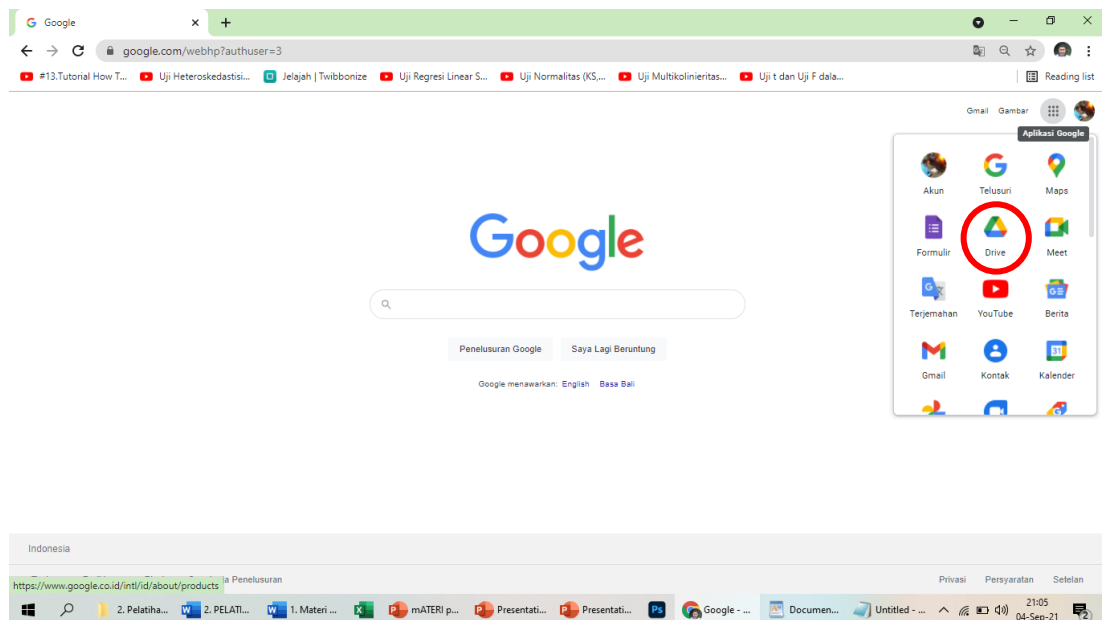 Google
google.com/webhp?authuser=3
#13.Tutorial How T... Uji Heteroskedastisi... Jelajah | Twibbonize Uji Regresi Linear S... Uji Normalitas (KS,... Uji Multikolinieritas... Uji t dan Uji F dala... Reading list
Gmail Gambar
Aplikasi Google
Akun Telusuri Maps
Formulir Drive Meet
Google
Terjemahan YouTube Berita
Penelusuran Google Saya Lagi Beruntung
31
Gmail Kontak Kalender
Google menawarkan: English Basa Bali
Indonesia
https://www.google.co.id/intl/id/about/products Penelusuran Privasi Persyaratan Setelan
2. Pelatiha... 2. PELATI... 1. Materi ... mATERI p... Presentati... Presentati... Ps Google - ... Documen... Untitled - ... 21:05
04-Sep-21 2